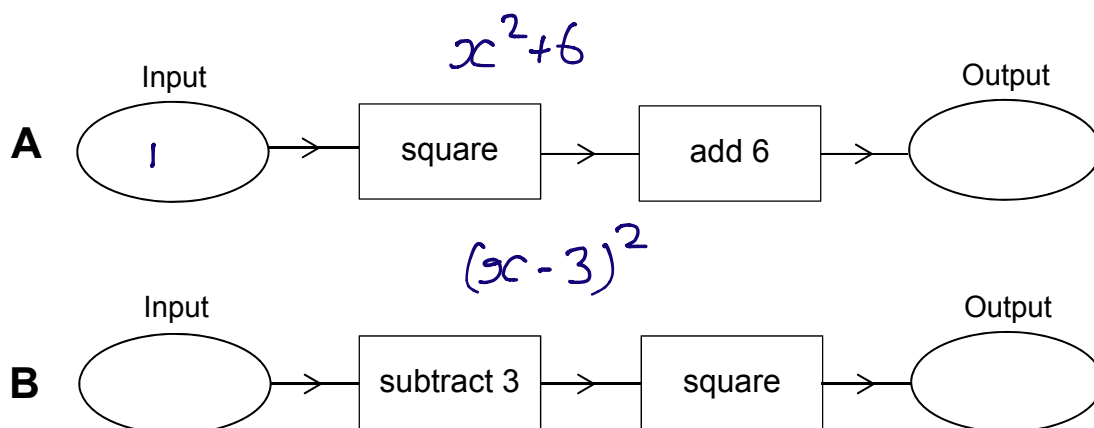 x²+6
Input Output
A 1 square add 6
(x - 3)²
Input Output
B subtract 3 square